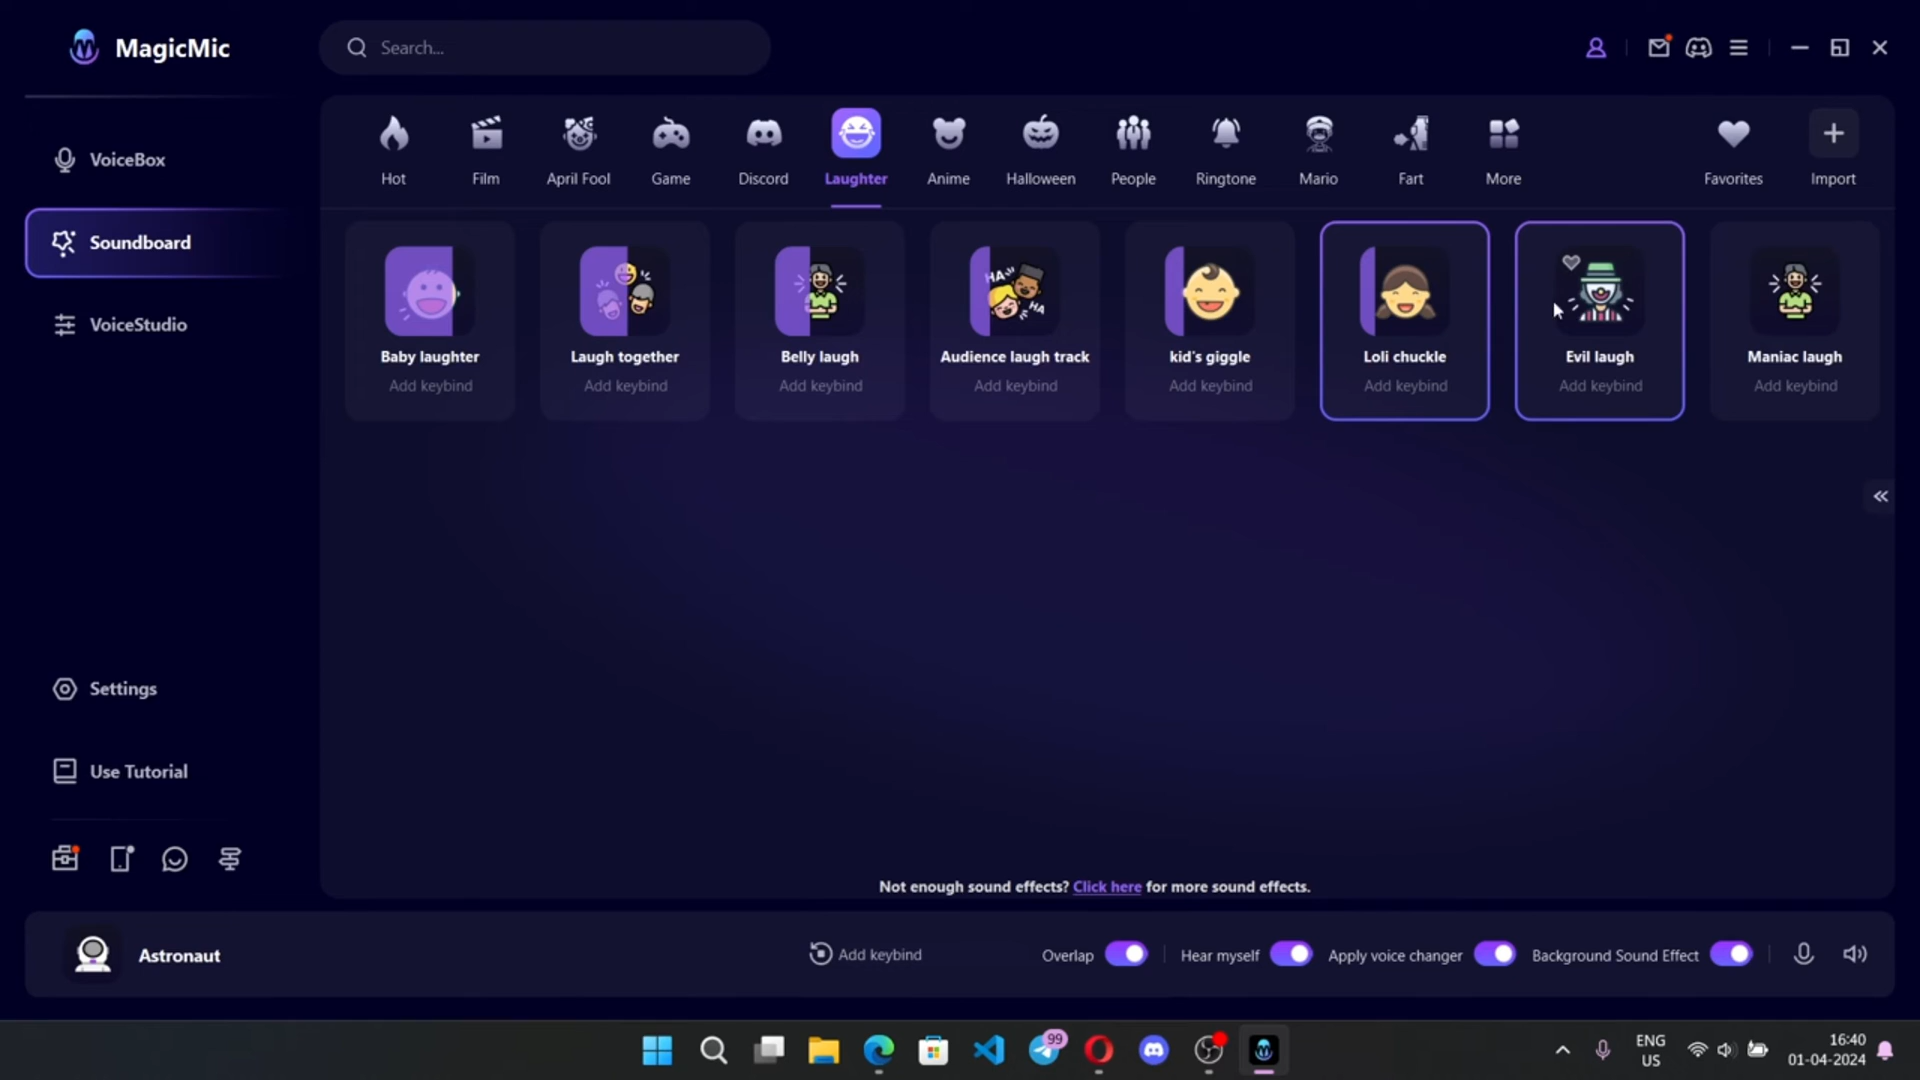 MagicMic
Search...
VoiceBox
Soundboard
VoiceStudio
Settings
Use Tutorial
Hot
Film
April Fool
Game
Discord
Laughter
Anime
Halloween
People
Ringtone
Mario
Fart
More
Favorites
Import
Baby laughter
Add keybind
Laugh together
Add keybind
Belly laugh
Add keybind
HA
HA
Audience laugh track
Add keybind
kid's giggle
Add keybind
Loli chuckle
Add keybind
Evil laugh
Add keybind
Maniac laugh
Add keybind
Not enough sound effects? Click here for more sound effects.
Astronaut
Add keybind
Overlap
Hear myself
Apply voice changer
Background Sound Effect
99
ENG
US
16:40
01-04-2024